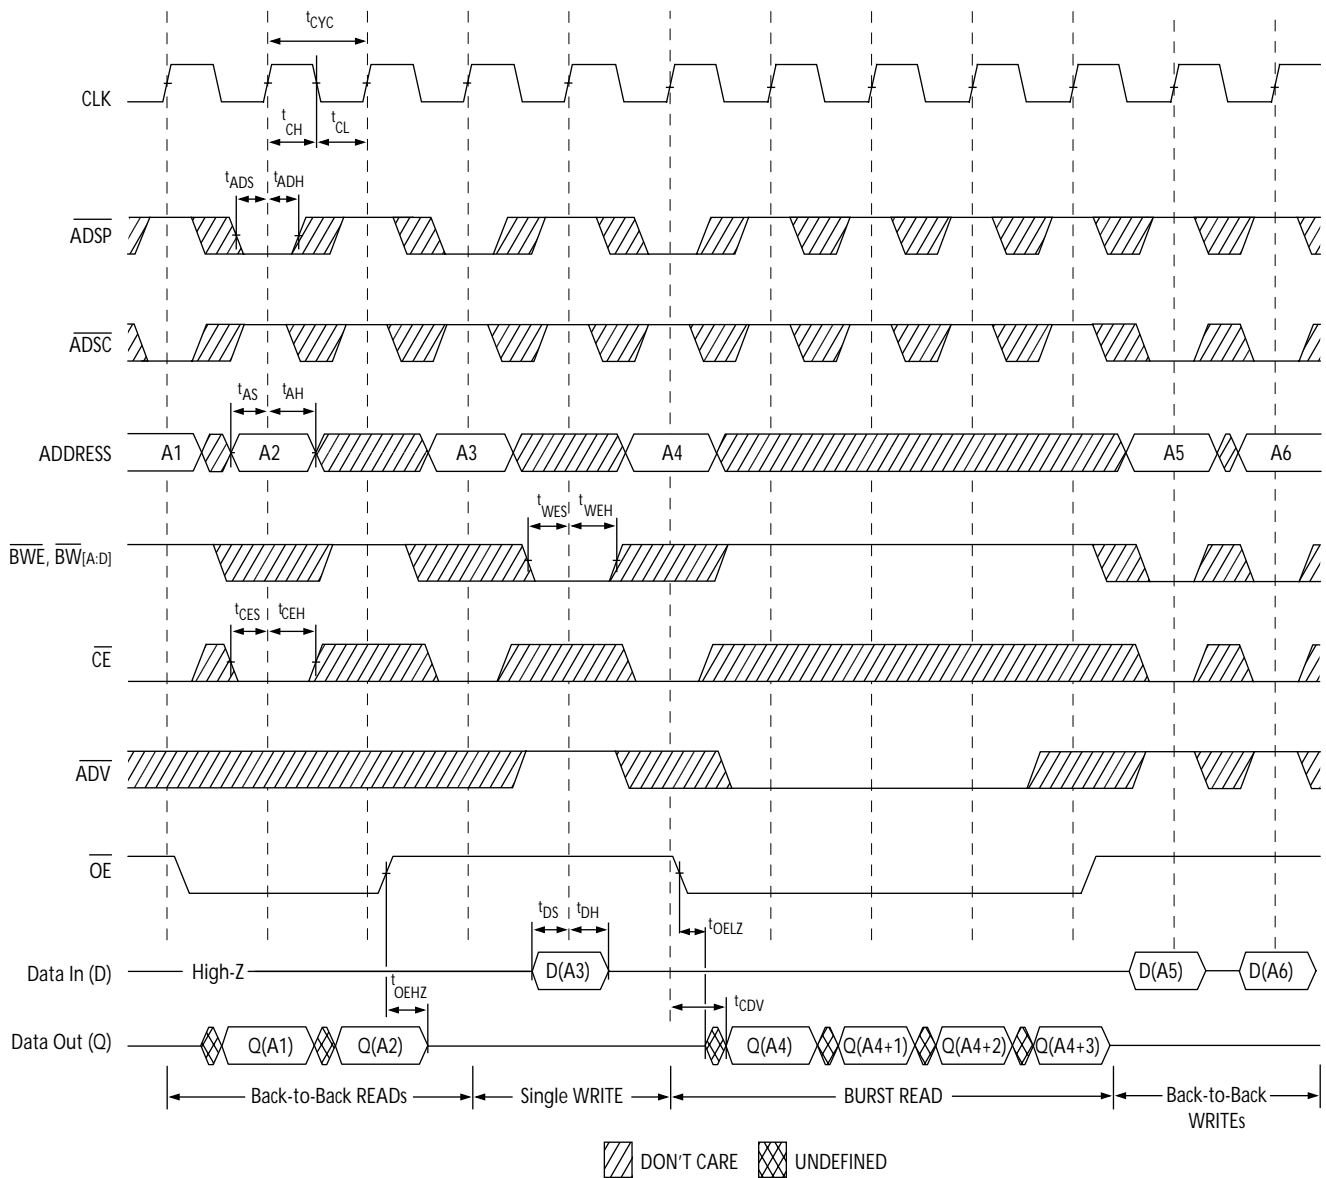 tCYC
CLK
tCH tCL
tADS tADH
ADSP
ADSC
tAS tAH
ADDRESS A1 A2 A3 A4 A5 A6
tWES tWEH
BWE, BW[A:D]
tCES tCEH
CE
ADV
OE
tDS tDH tOELZ
Data In (D) High-Z D(A3) D(A5) D(A6)
tOEHZ tCDV
Data Out (Q) Q(A1) Q(A2) Q(A4) Q(A4+1) Q(A4+2) Q(A4+3)
Back-to-Back READs Single WRITE BURST READ Back-to-Back
WRITEs
DON'T CARE UNDEFINED